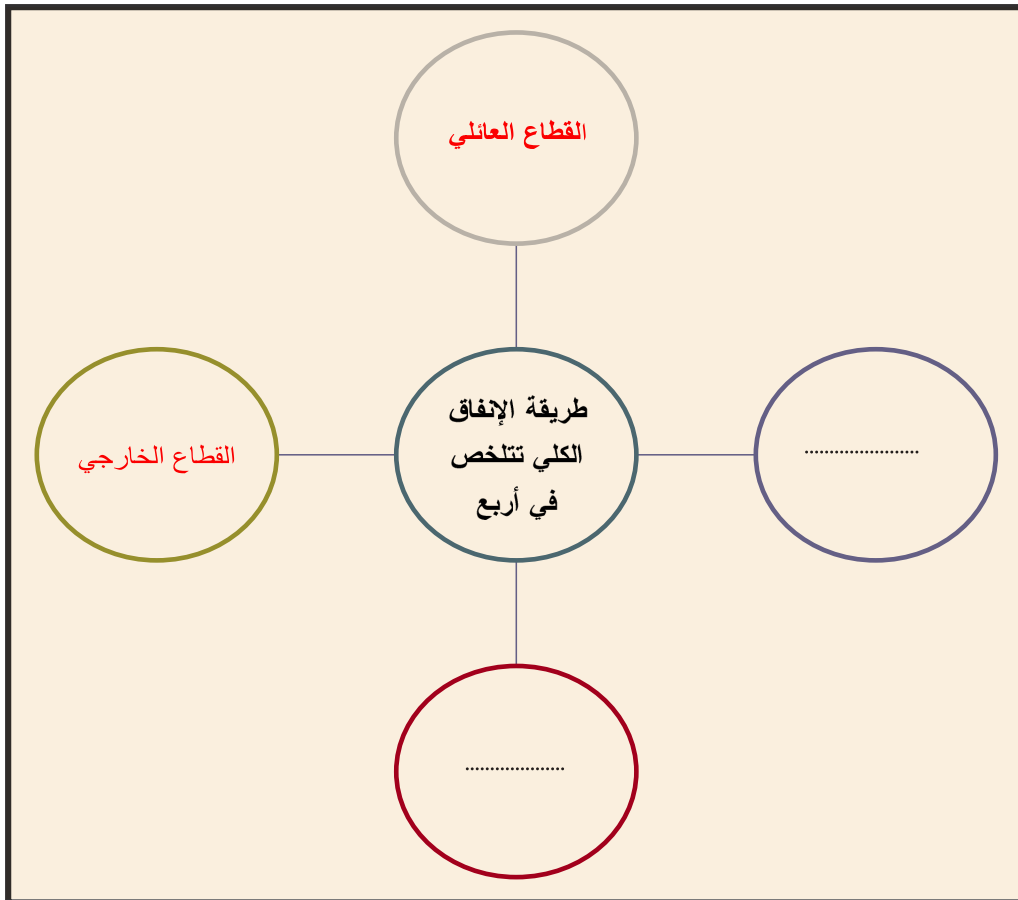 القطاع العائلي
طريقة الإنفاق
الكلي تتلخص
في أربع
.......................
....................
القطاع الخارجي